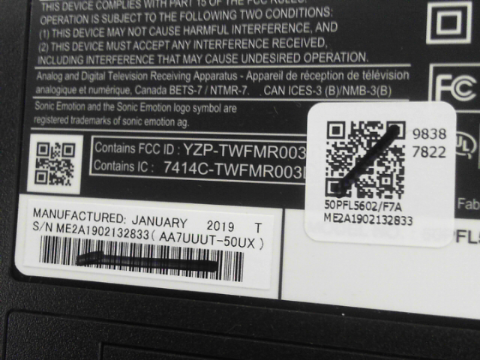 DEVICE COMPLIES WITH PART 15 OF THE FCC RULES.
OPERATION IS SUBJECT TO THE FOLLOWING TWO CONDITIONS:
(1) THIS DEVICE MAY NOT CAUSE HARMFUL INTERFERENCE, AND
(2) THIS DEVICE MUST ACCEPT ANY INTERFERENCE RECEIVED,
INCLUDING INTERFERENCE THAT MAY CAUSE UNDESIRED OPERATION.
Analog and Digital Television Receiving Apparatus - Appareil de réception de télévision
analogique et numérique, Canada BETS-7 / NTMR-7. CAN ICES-3 (B)/NMB-3(B)
Sonic Emotion and the Sonic Emotion logo symbol are
registered trademarks of sonic emotion ag.
FC
Contains FCC ID : YZP-TWFMR003
Contains IC : 7414C-TWFMR003
9838
7822
UL
50PFL5602/F7A
ME2A1902132833
Fab
PFL5
MANUFACTURED: JANUARY 2019 T
S/N ME2A1902132833( AA7UUUT-50UX)